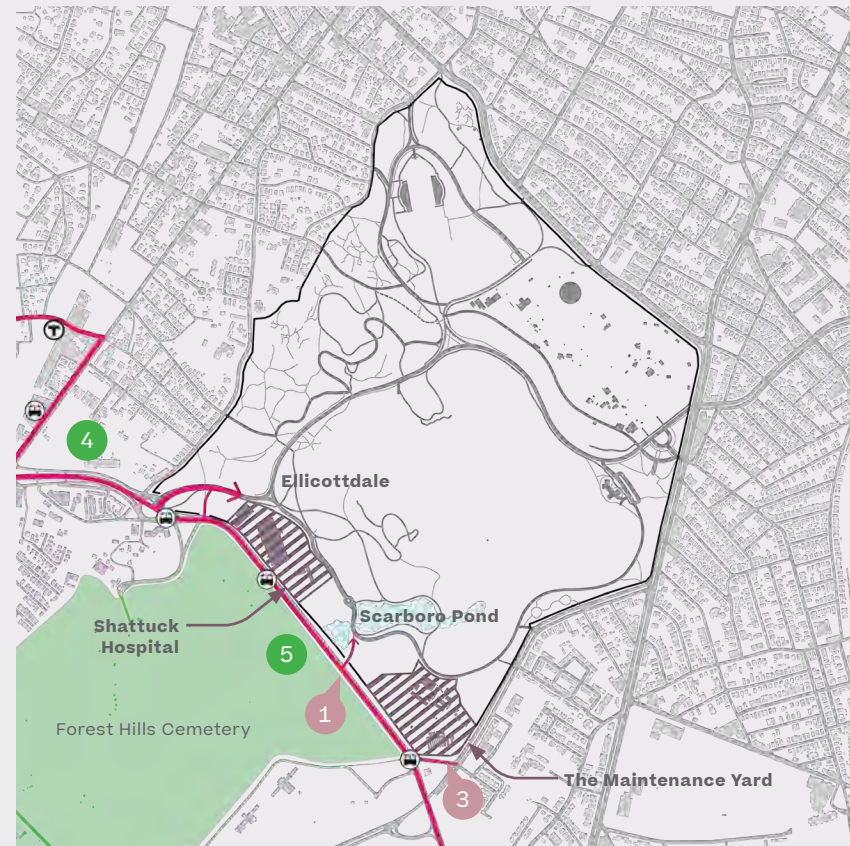 T
4
Ellicottdale
Shattuck
Hospital
Scarboro Pond
5
1
Forest Hills Cemetery
The Maintenance Yard
3